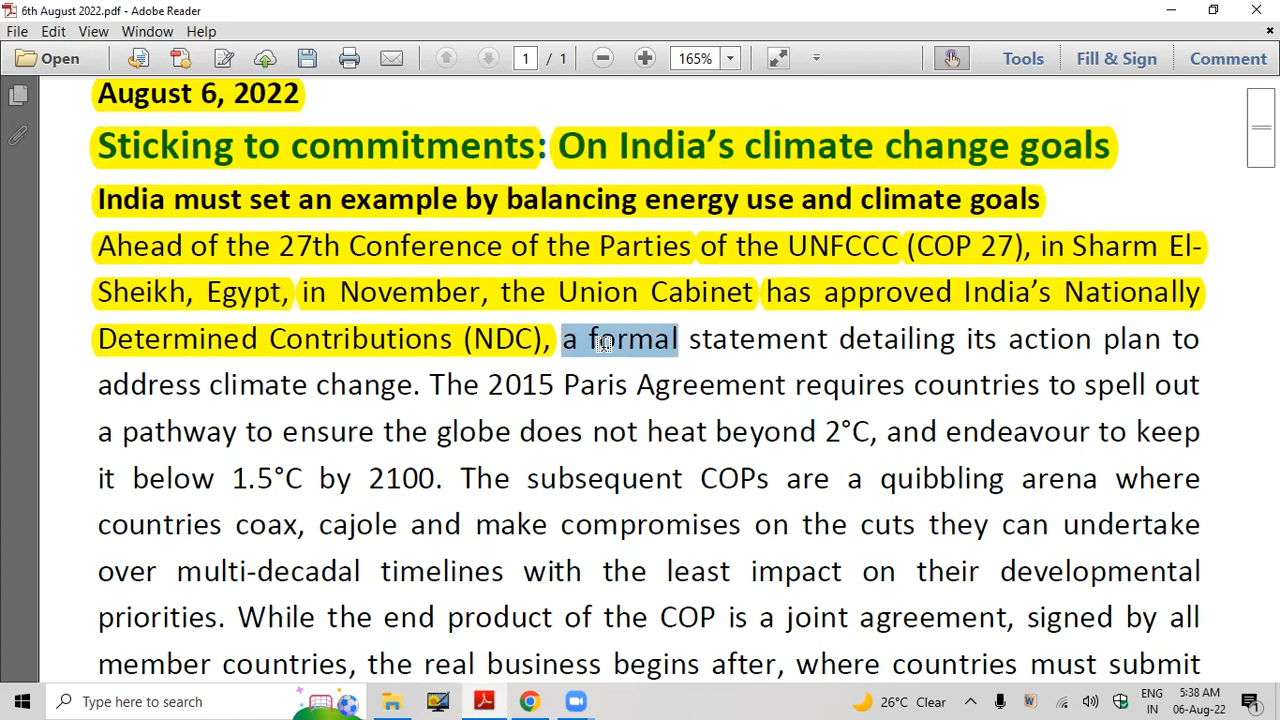 6th August 2022.pdf - Adobe Reader
File Edit View Window Help
Open 1 / 1 165% Tools Fill & Sign Comment
August 6, 2022
Sticking to commitments: On India's climate change goals
India must set an example by balancing energy use and climate goals
Ahead of the 27th Conference of the Parties of the UNFCCC (COP 27), in Sharm El-
Sheikh, Egypt, in November, the Union Cabinet has approved India's Nationally
Determined Contributions (NDC), a formal statement detailing its action plan to
address climate change. The 2015 Paris Agreement requires countries to spell out
a pathway to ensure the globe does not heat beyond 2°C, and endeavour to keep
it below 1.5°C by 2100. The subsequent COPs are a quibbling arena where
countries coax, cajole and make compromises on the cuts they can undertake
over multi-decadal timelines with the least impact on their developmental
priorities. While the end product of the COP is a joint agreement, signed by all
member countries, the real business begins after, where countries must submit
Type here to search 26°C Clear ENG 5:38 AM
IN 06-Aug-22 1